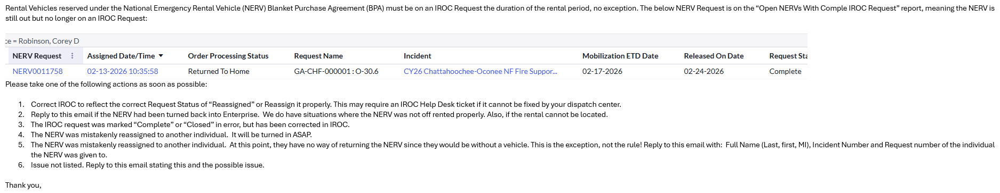 Rental Vehicles reserved under the National Emergency Rental Vehicle (NERV) Blanket Purchase Agreement (BPA) must be on an IROC Request the duration of the rental period, no exception. The below NERV Request is on the “Open NERVs With Comple IROC Request” report, meaning the NERV is
still out but no longer on an IROC Request:
ce = Robinson, Corey D
NERV Request Assigned Date/Time Order Processing Status Request Name Incident Mobilization ETD Date Released On Date Request Sta
NERV0011758 02-13-2026 10:35:58 Returned To Home GA-CHF-000001 : O-30.6 CY26 Chattahoochee-Oconee NF Fire Suppor... 02-17-2026 02-24-2026 Complete
Please take one of the following actions as soon as possible:
1. Correct IROC to reflect the correct Request Status of “Reassigned” or Reassign it properly. This may require an IROC Help Desk ticket if it cannot be fixed by your dispatch center.
2. Reply to this email if the NERV had been turned back into Enterprise. We do have situations where the NERV was not off rented properly. Also, if the rental cannot be located.
3. The IROC request was marked “Complete” or “Closed” in error, but has been corrected in IROC.
4. The NERV was mistakenly reassigned to another individual. It will be turned in ASAP.
5. The NERV was mistakenly reassigned to another individual. At this point, they have no way of returning the NERV since they would be without a vehicle. This is the exception, not the rule! Reply to this email with: Full Name (Last, first, MI), Incident Number and Request number of the individual
the NERV was given to.
6. Issue not listed. Reply to this email stating this and the possible issue.
Thank you,